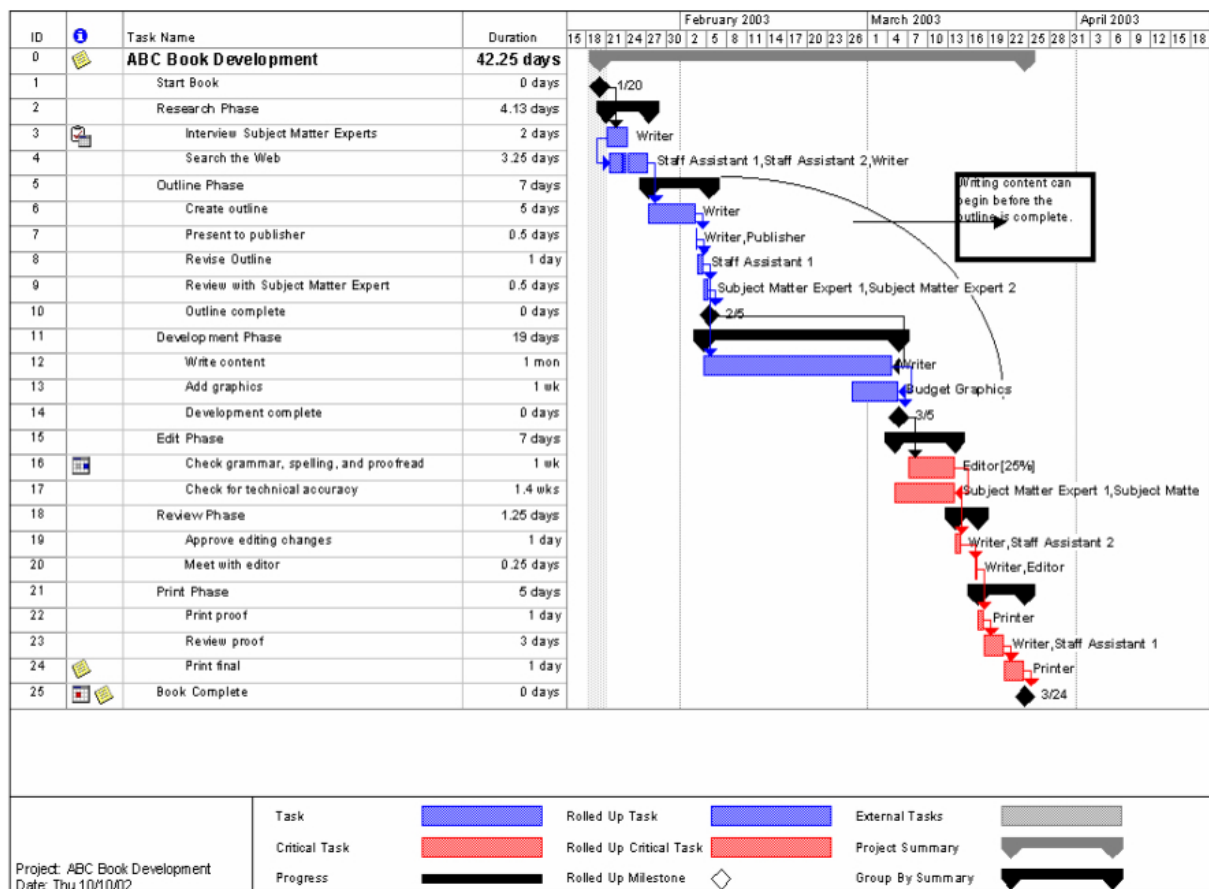 February 2003 March 2003 April 2003
ID Task Name Duration 15 18 21 24 27 30 2 5 8 11 14 17 20 23 26 1 4 7 10 13 16 19 22 25 28 31 3 6 9 12 15 18
0 ABC Book Development 42.25 days
1 Start Book 0 days 1/20
2 Research Phase 4.13 days
3 Interview Subject Matter Experts 2 days Writer
4 Search the Web 3.25 days Staff Assistant 1,Staff Assistant 2,Writer
5 Outline Phase 7 days Writing content can
6 Create outline 5 days Writer begin before the
outline is complete.
7 Present to publisher 0.5 days Writer,Publisher
8 Revise Outline 1 day Staff Assistant 1
9 Review with Subject Matter Expert 0.5 days Subject Matter Expert 1,Subject Matter Expert 2
10 Outline complete 0 days 2/5
11 Development Phase 19 days
12 Write content 1 mon Writer
13 Add graphics 1 wk Budget Graphics
14 Development complete 0 days 3/5
15 Edit Phase 7 days
16 Check grammar, spelling, and proofread 1 wk Editor[25%]
17 Check for technical accuracy 1.4 wks Subject Matter Expert 1,Subject Matte
18 Review Phase 1.25 days
19 Approve editing changes 1 day Writer,Staff Assistant 2
20 Meet with editor 0.25 days Writer,Editor
21 Print Phase 5 days
22 Print proof 1 day Printer
23 Review proof 3 days Writer,Staff Assistant 1
24 Print final 1 day Printer
25 Book Complete 0 days 3/24
Task Rolled Up Task External Tasks
Critical Task Rolled Up Critical Task Project Summary
Project: ABC Book Development
Progress Rolled Up Milestone Group By Summary
Date: Thu 10/10/02